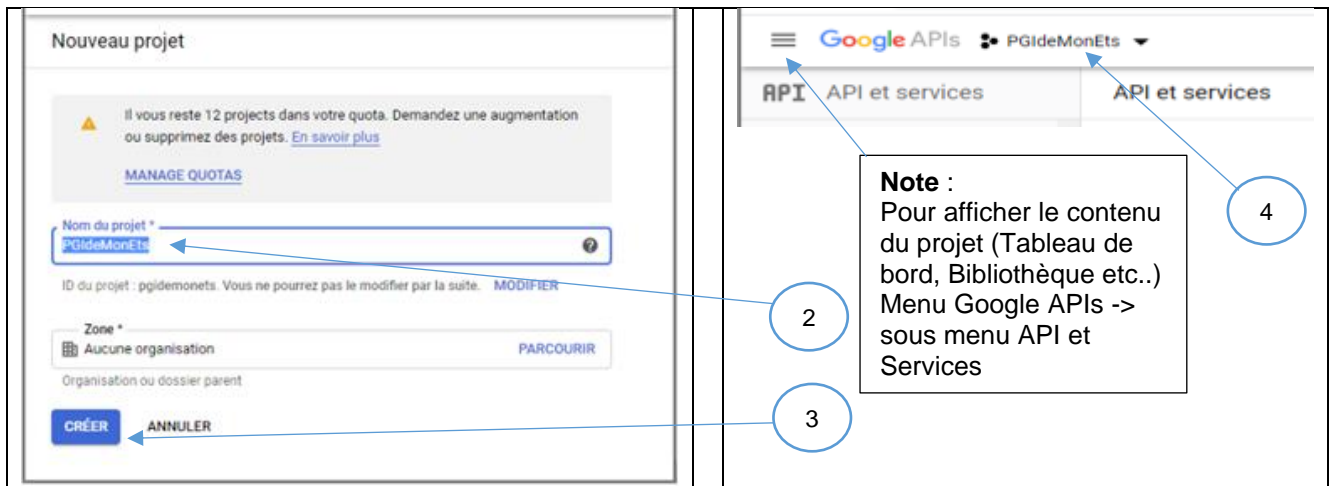 Nouveau projet
Il vous reste 12 projects dans votre quota. Demandez une augmentation
ou supprimez des projets. En savoir plus
MANAGE QUOTAS
Nom du projet *
PGIdeMonEts
ID du projet : pgidemonets. Vous ne pourrez pas le modifier par la suite. MODIFIER
Zone *
Aucune organisation PARCOURIR
Organisation ou dossier parent
CRÉER ANNULER
2
3
Google APIs PGIdeMonEts
API API et services API et services
Note :
Pour afficher le contenu
du projet (Tableau de
bord, Bibliothèque etc..)
Menu Google APIs ->
sous menu API et
Services
4